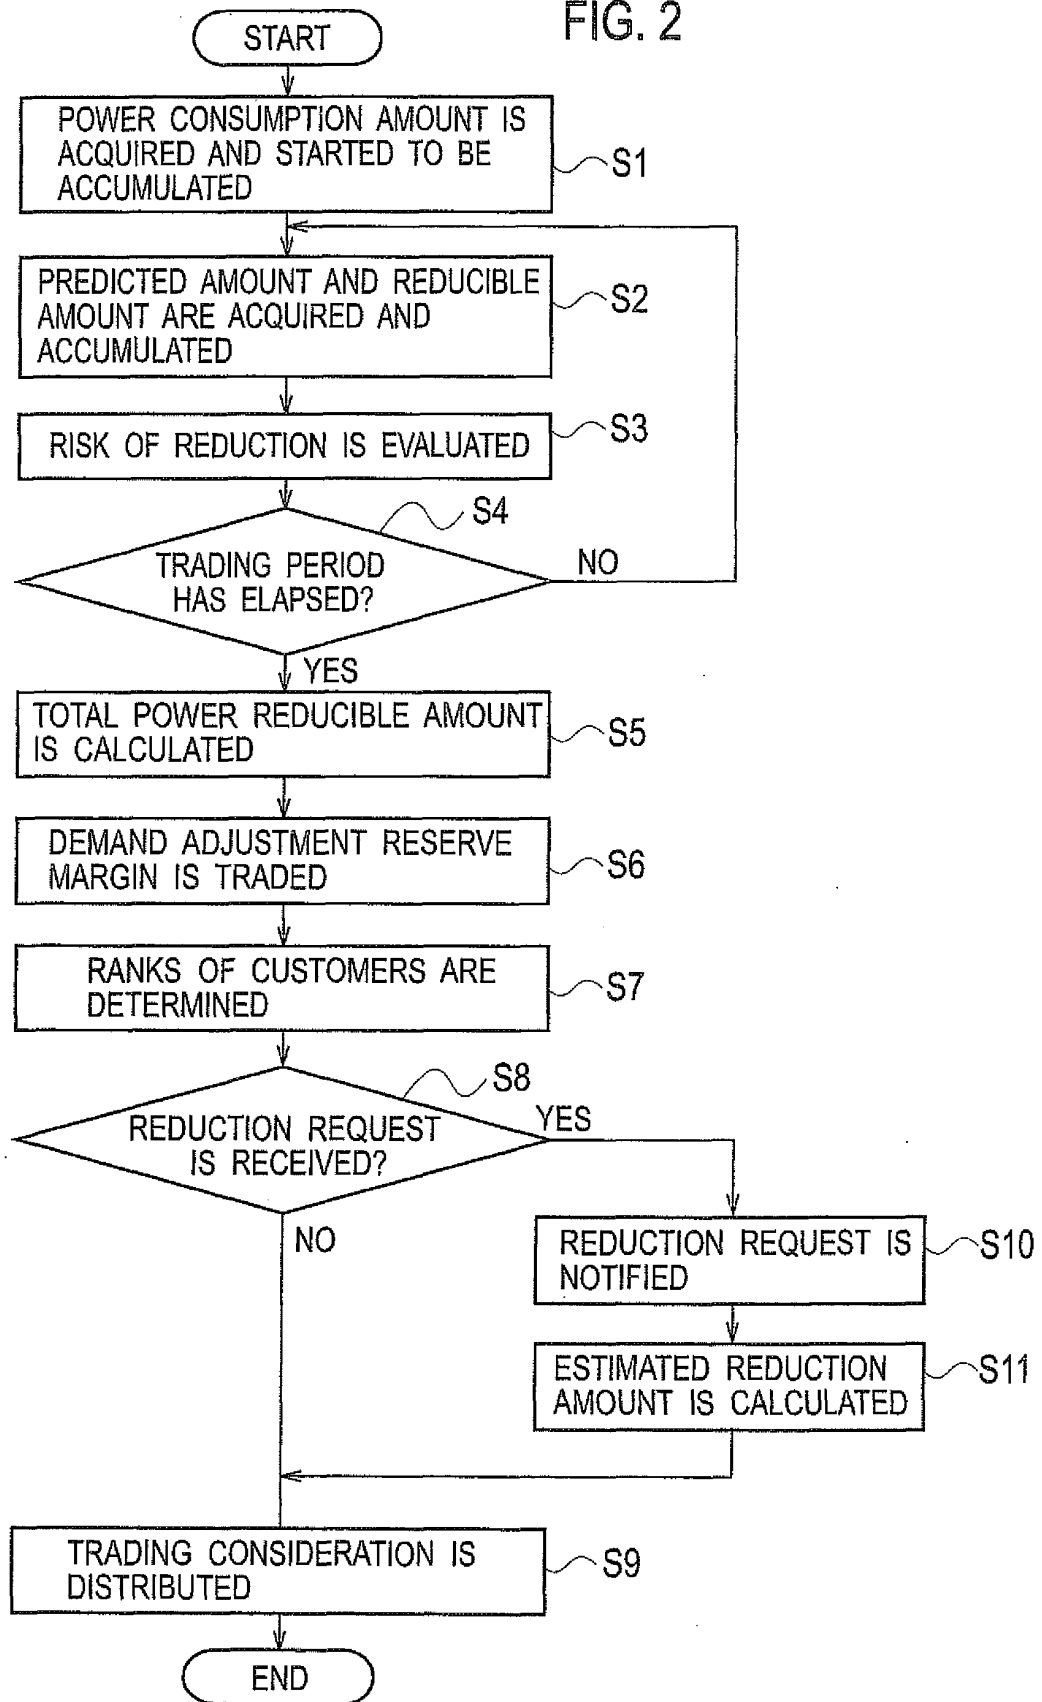 FIG. 2
START
POWER CONSUMPTION AMOUNT IS
ACQUIRED AND STARTED TO BE
ACCUMULATED
S1
PREDICTED AMOUNT AND REDUCIBLE
AMOUNT ARE ACQUIRED AND
ACCUMULATED
S2
RISK OF REDUCTION IS EVALUATED
S3
S4
TRADING PERIOD
HAS ELAPSED?
NO
YES
TOTAL POWER REDUCIBLE AMOUNT
IS CALCULATED
S5
DEMAND ADJUSTMENT RESERVE
MARGIN IS TRADED
S6
RANKS OF CUSTOMERS ARE
DETERMINED
S7
S8
REDUCTION REQUEST
IS RECEIVED?
YES
NO
REDUCTION REQUEST IS
NOTIFIED
S10
ESTIMATED REDUCTION
AMOUNT IS CALCULATED
S11
TRADING CONSIDERATION IS
DISTRIBUTED
S9
END